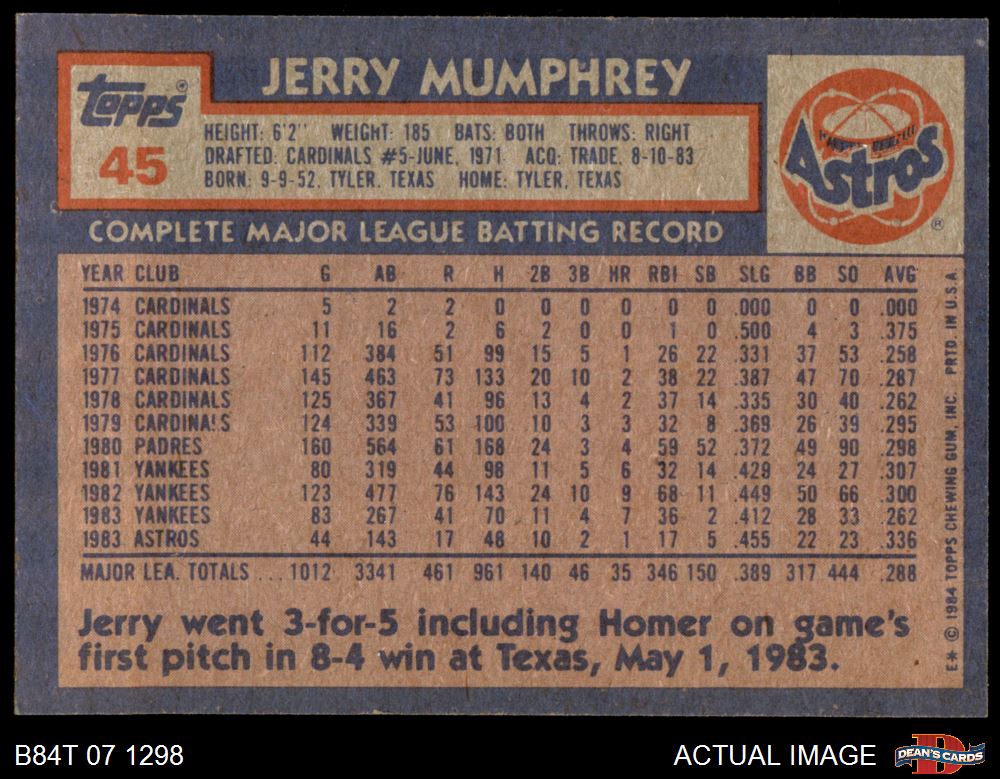 topps®
45
JERRY MUMPHREY
HEIGHT: 6'2" WEIGHT: 185 BATS: BOTH THROWS: RIGHT
DRAFTED: CARDINALS #5-JUNE, 1971 ACQ: TRADE, 8-10-83
BORN: 9-9-52, TYLER, TEXAS HOME: TYLER, TEXAS
Astros
®
COMPLETE MAJOR LEAGUE BATTING RECORD
YEAR CLUB G AB R H 2B 3B HR RBI SB SLG BB SO AVG
1974 CARDINALS 5 2 2 0 0 0 0 0 0 .000 0 0 .000
1975 CARDINALS 11 16 2 6 2 0 0 1 0 .500 4 3 .375
1976 CARDINALS 112 384 51 99 15 5 1 26 22 .331 37 53 .258
1977 CARDINALS 145 463 73 133 20 10 2 38 22 .387 47 70 .287
1978 CARDINALS 125 367 41 96 13 4 2 37 14 .335 30 40 .262
1979 CARDINALS 124 339 53 100 10 3 3 32 8 .369 26 39 .295
1980 PADRES 160 564 61 168 24 3 4 59 52 .372 49 90 .298
1981 YANKEES 80 319 44 98 11 5 6 32 14 .429 24 27 .307
1982 YANKEES 123 477 76 143 24 10 9 68 11 .449 50 66 .300
1983 YANKEES 83 267 41 70 11 4 7 36 2 .412 28 33 .262
1983 ASTROS 44 143 17 48 10 2 1 17 5 .455 22 23 .336
MAJOR LEA. TOTALS ... 1012 3341 461 961 140 46 35 346 150 .389 317 444 .288
Jerry went 3-for-5 including Homer on game's
first pitch in 8-4 win at Texas, May 1, 1983.
E* © 1984 TOPPS CHEWING GUM, INC. PRTD. IN U.S.A.
B84T 07 1298
ACTUAL IMAGE
DEAN'S CARDS